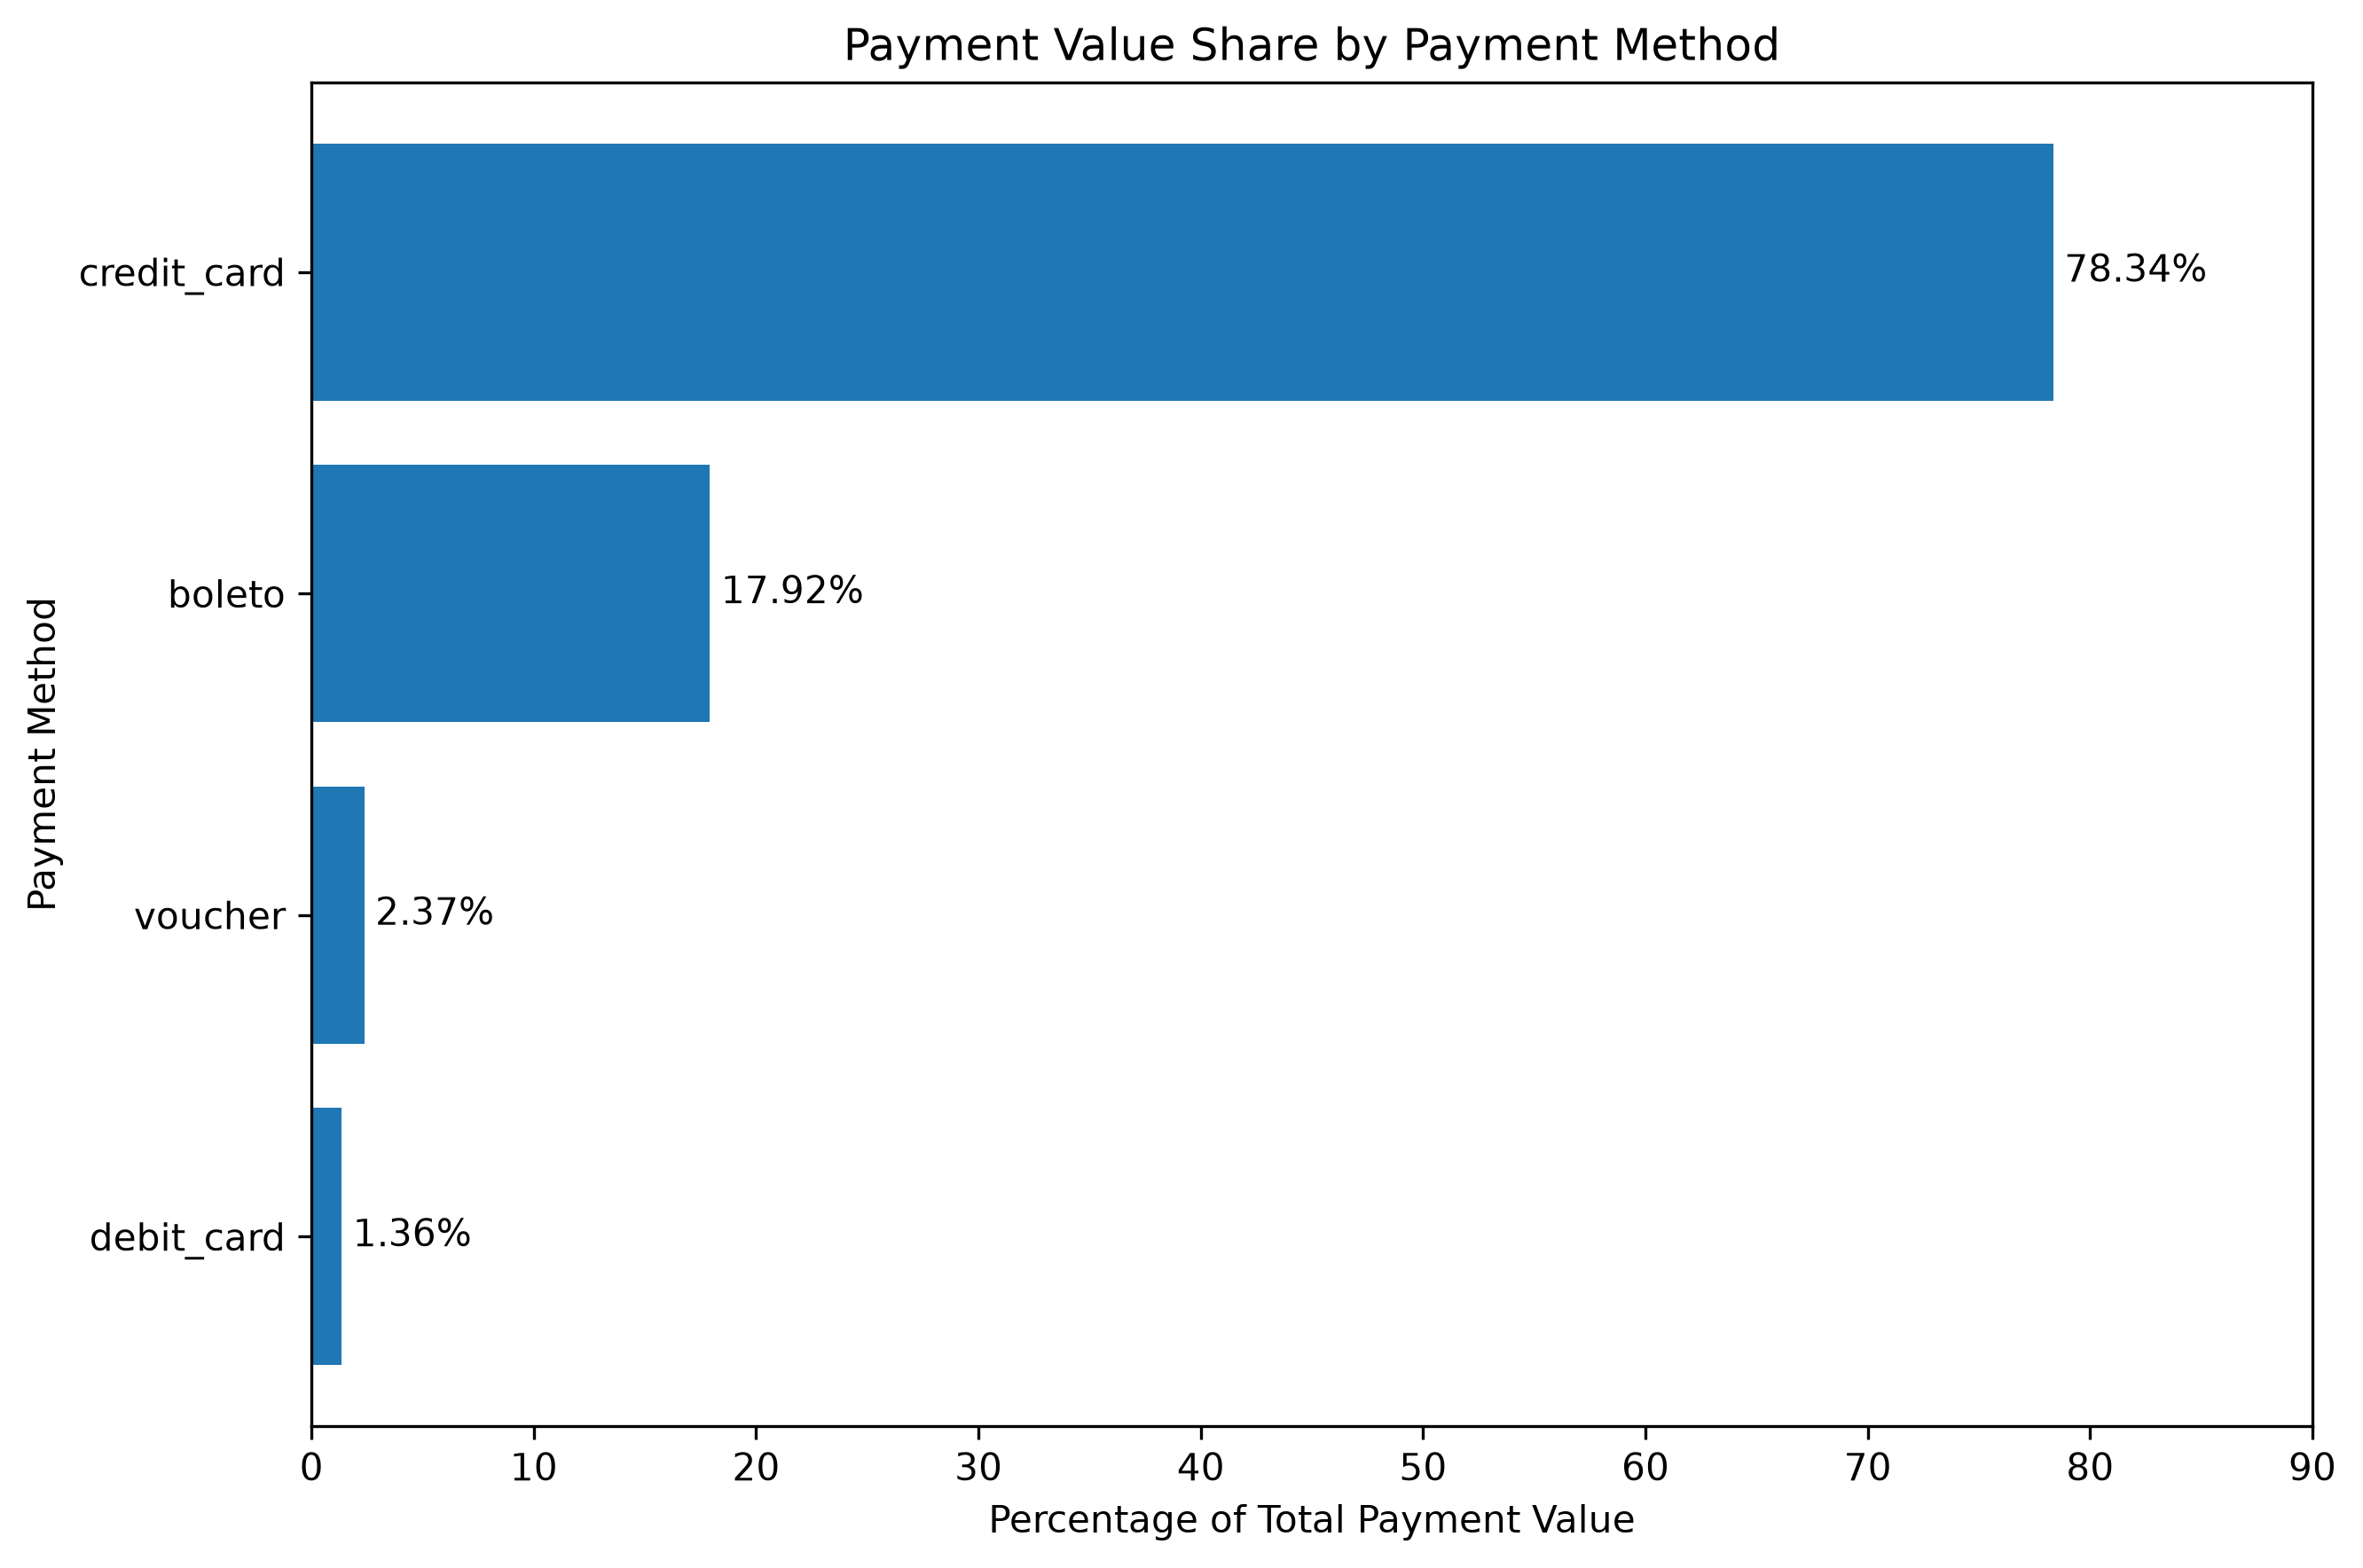 Payment Value Share by Payment Method
Payment Method
credit_card
78.34%
boleto
17.92%
voucher
2.37%
debit_card
1.36%
0 10 20 30 40 50 60 70 80 90
Percentage of Total Payment Value